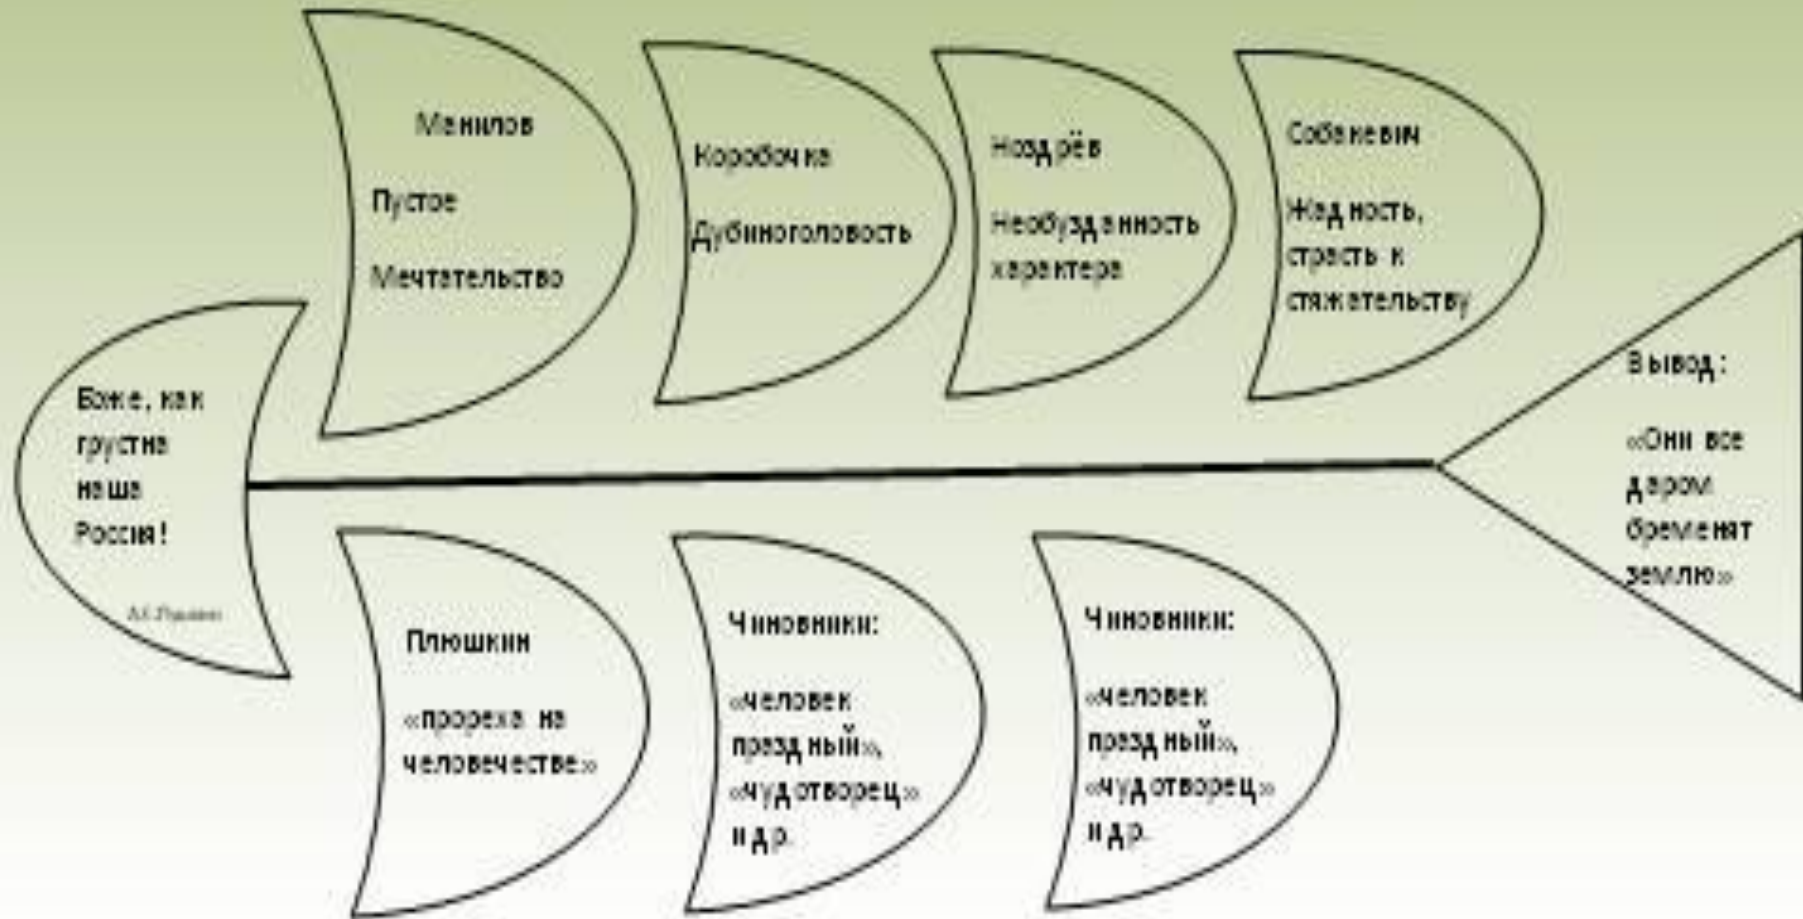 Манилов
Пустое
Мечтательство
Коробочка
Дубиноголовость
Ноздрёв
Необузданность
характера
Собакевич
Жадность,
страсть к
стяжательству
Боже, как
грустна
наша
Россия!
А.С.Пушкин
Вывод:
«Они все
даром
бременят
землю»
Плюшкин
«прореха на
человечестве»
Чиновники:
«человек
праздный»,
«чудотворец»
и др.
Чиновники:
«человек
праздный»,
«чудотворец»
и др.